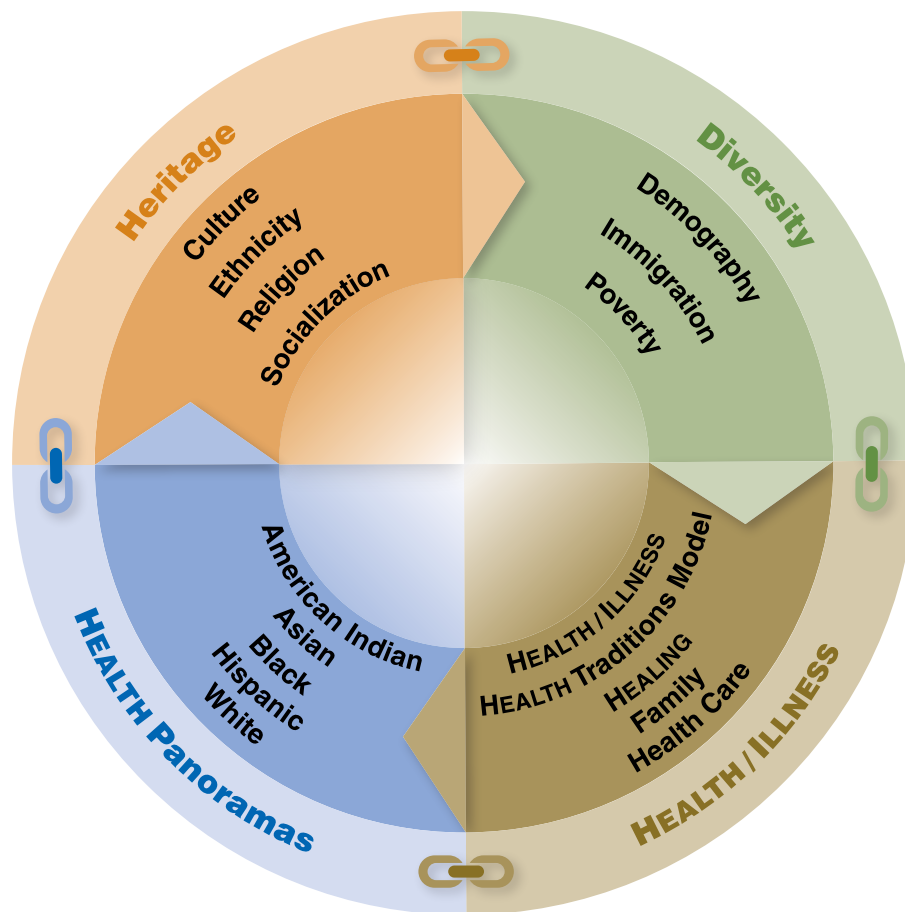 Heritage
Culture
Ethnicity
Religion
Socialization
Diversity
Demography
Immigration
Poverty
HEALTH / ILLNESS
HEALTH / ILLNESS
HEALTH Traditions Model
HEALING
Family
Health Care
HEALTH Panoramas
American Indian
Asian
Black
Hispanic
White